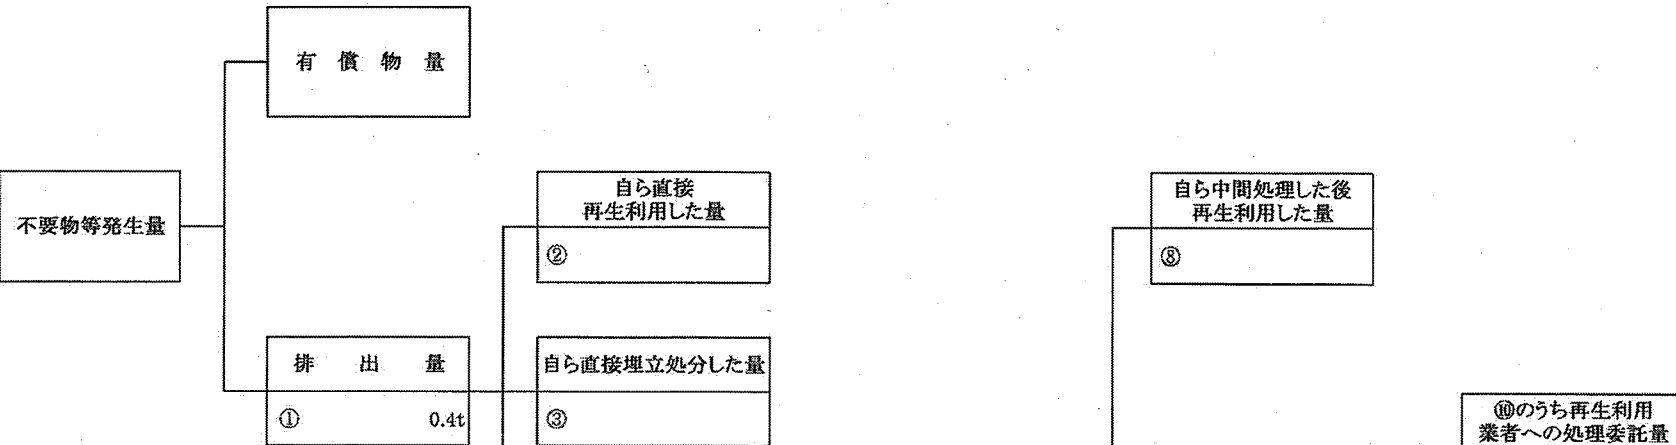 有償物量
不要物等発生量
自ら直接
再生利用した量
②
自ら中間処理した後
再生利用した量
⑧
排出量
① 0.4t
自ら直接埋立処分した量
③
⑩のうち再生利用
業者への処理委託量